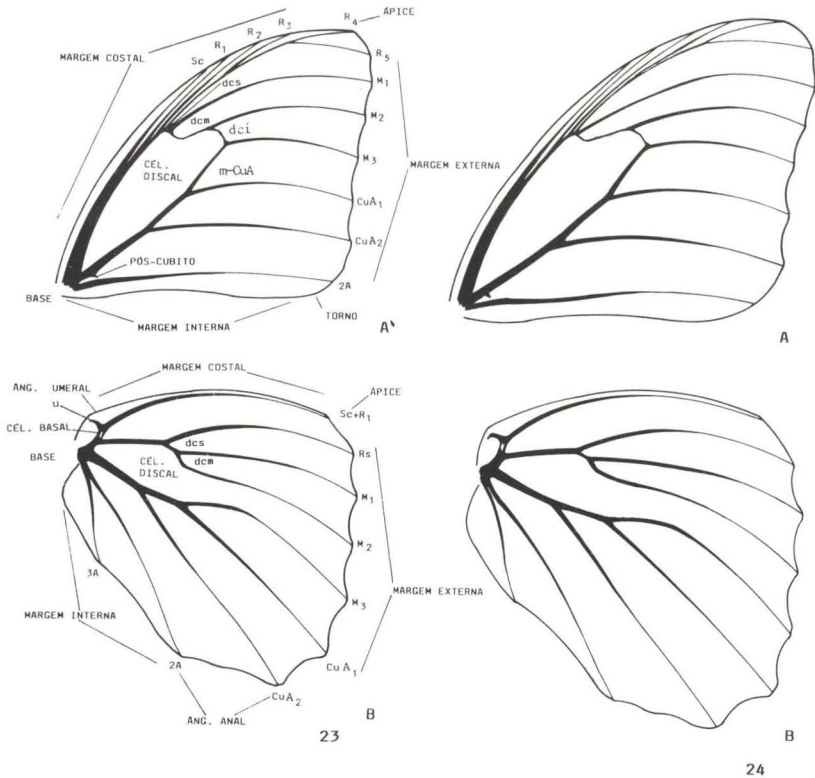 R₄ ÁPICE
R₃
R₂
R₁
MARGEM COSTAL
Sc
R₅
dcs
M₁
dcm
dci
M₂
CÉL.
DISCAL
m-CuA
M₃
MARGEM EXTERNA
CuA₁
CuA₂
PÓS-CUBITO
2A
BASE
TORNO
MARGEM INTERNA
A'
A
MARGEM COSTAL
ANG. UMERAL
ÁPICE
u
Sc+R₁
CÉL. BASAL
dcs
Rs
BASE
CÉL.
DISCAL
dcm
M₁
M₂
3A
M₃
MARGEM EXTERNA
MARGEM INTERNA
2A
CuA₁
CuA₂
ANG. ANAL
B
23
B
24